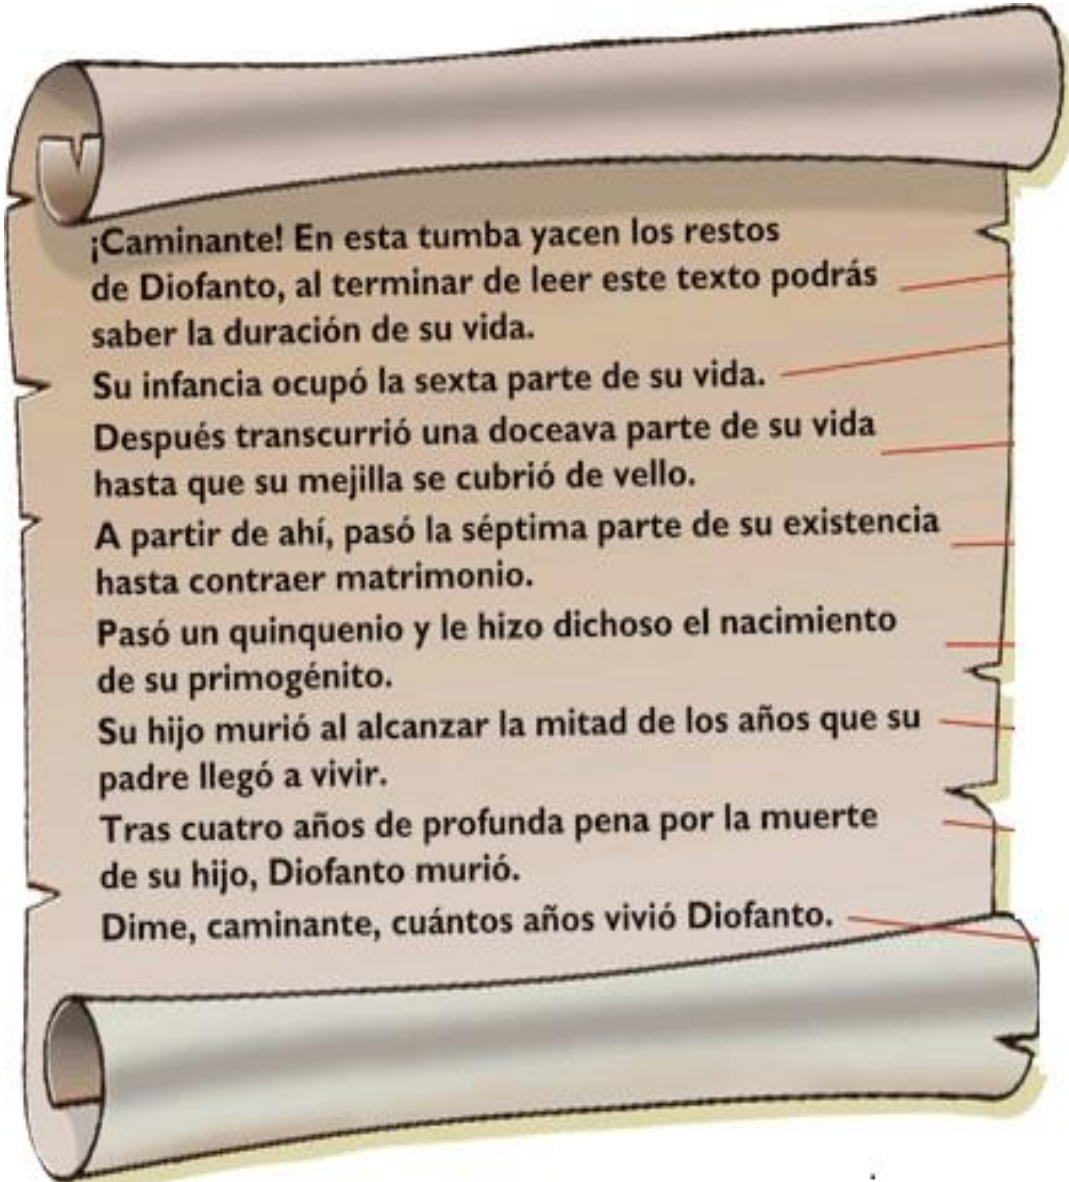 ¡Caminante! En esta tumba yacen los restos
de Diofanto, al terminar de leer este texto podrás
saber la duración de su vida.
Su infancia ocupó la sexta parte de su vida.
Después transcurrió una doceava parte de su vida
hasta que su mejilla se cubrió de vello.
A partir de ahí, pasó la séptima parte de su existencia
hasta contraer matrimonio.
Pasó un quinquenio y le hizo dichoso el nacimiento
de su primogénito.
Su hijo murió al alcanzar la mitad de los años que su
padre llegó a vivir.
Tras cuatro años de profunda pena por la muerte
de su hijo, Diofanto murió.
Dime, caminante, cuántos años vivió Diofanto.